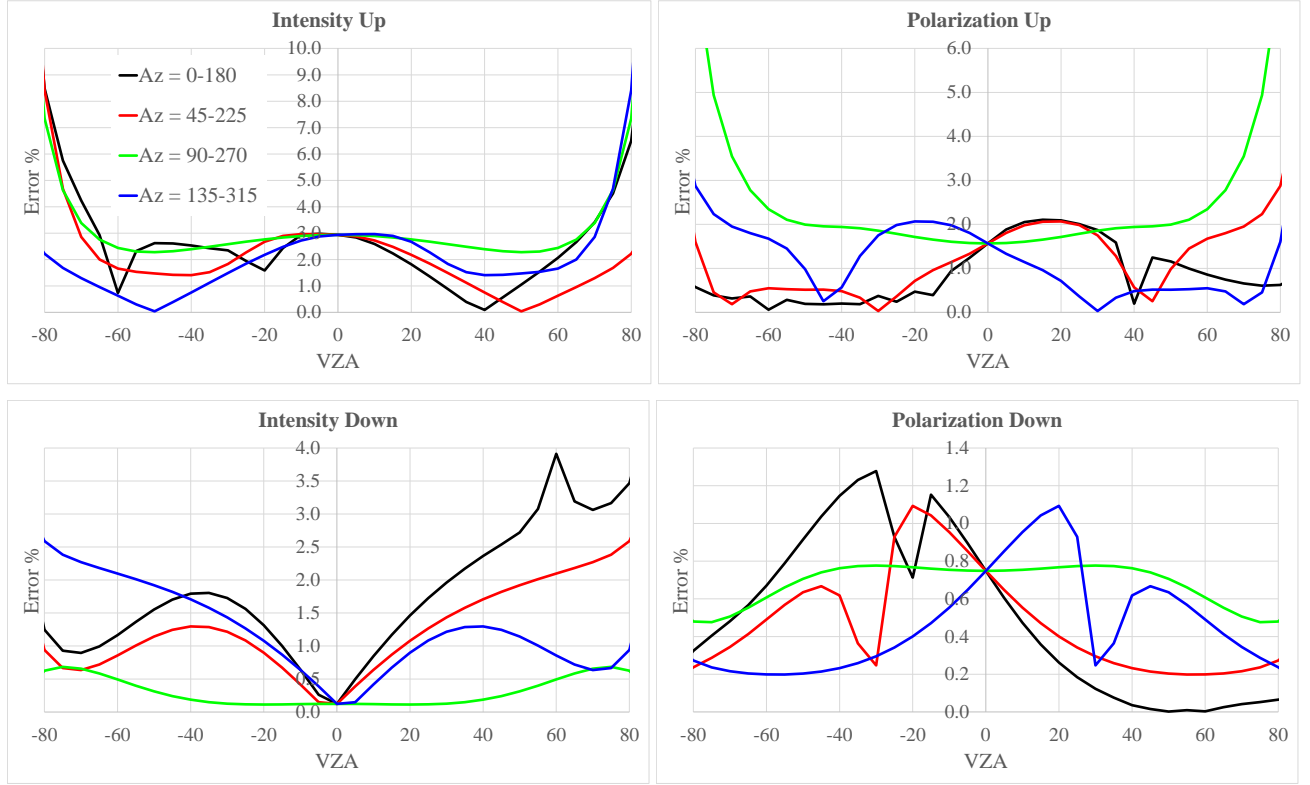 Intensity Up
10.0
9.0
8.0
7.0
6.0
5.0
4.0
3.0
2.0
1.0
0.0
-80 -60 -40 -20 0 20 40 60 80
Error %
VZA
Az = 0-180
Az = 45-225
Az = 90-270
Az = 135-315
Polarization Up
6.0
5.0
4.0
3.0
2.0
1.0
0.0
-80 -60 -40 -20 0 20 40 60 80
Error %
VZA
Intensity Down
4.0
3.5
3.0
2.5
2.0
1.5
1.0
0.5
0.0
-80 -60 -40 -20 0 20 40 60 80
Error %
VZA
Polarization Down
1.4
1.2
1.0
0.8
0.6
0.4
0.2
0.0
-80 -60 -40 -20 0 20 40 60 80
Error %
VZA